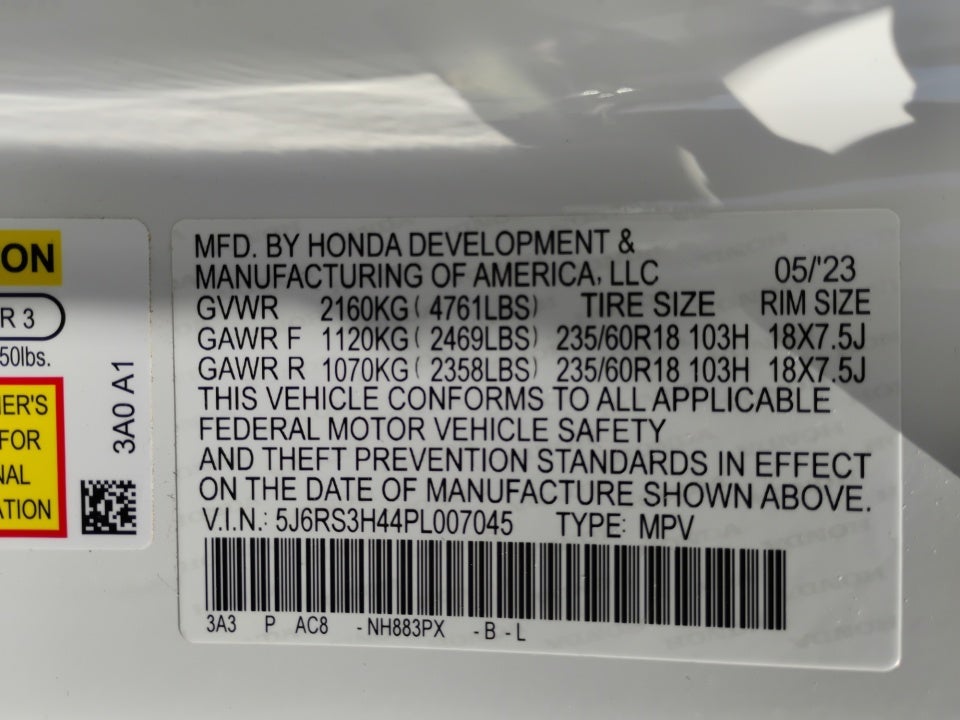 ON
R 3
50lbs.
ER'S
FOR
NAL
ATION
3A0 A1
MFD. BY HONDA DEVELOPMENT &
MANUFACTURING OF AMERICA, LLC 05/'23
GVWR 2160KG ( 4761LBS) TIRE SIZE RIM SIZE
GAWR F 1120KG ( 2469LBS) 235/60R18 103H 18X7.5J
GAWR R 1070KG ( 2358LBS) 235/60R18 103H 18X7.5J
THIS VEHICLE CONFORMS TO ALL APPLICABLE
FEDERAL MOTOR VEHICLE SAFETY
AND THEFT PREVENTION STANDARDS IN EFFECT
ON THE DATE OF MANUFACTURE SHOWN ABOVE.
V.I.N.: 5J6RS3H44PL007045 TYPE: MPV
3A3 P AC8 -NH883PX -B-L